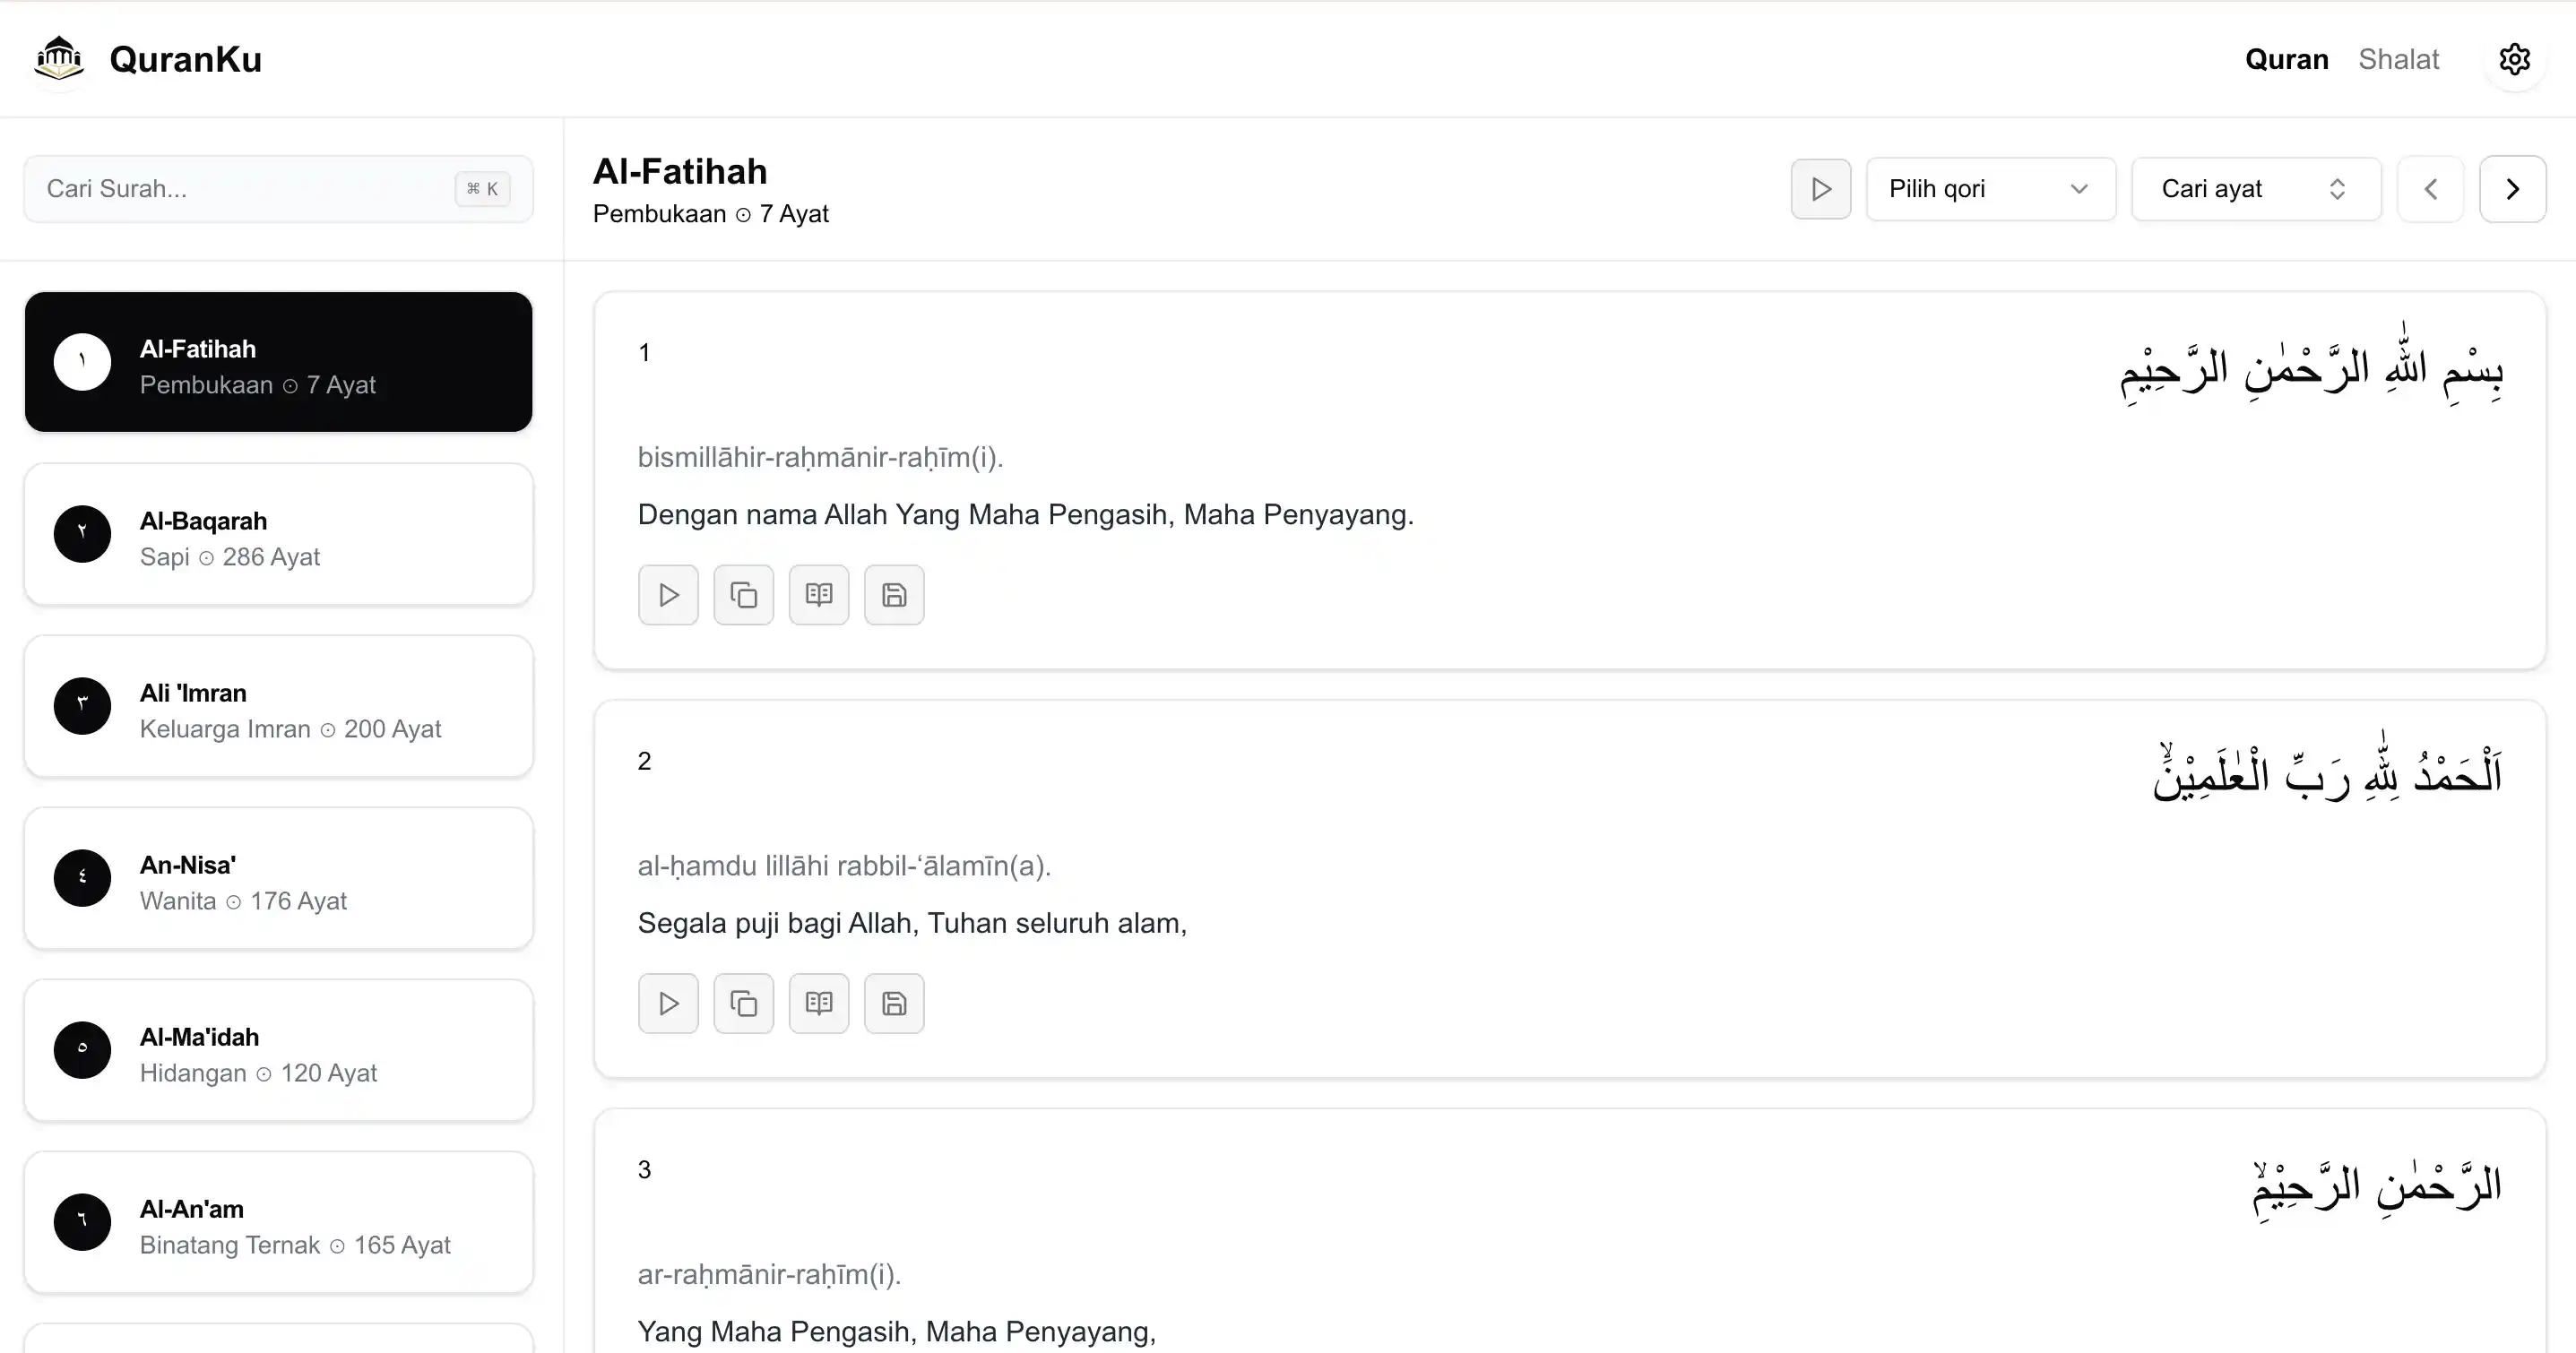 QuranKu
Quran
Shalat
Cari Surah...
⌘ K
Al-Fatihah
Pembukaan ⊙ 7 Ayat
Pilih qori
Cari ayat
١
Al-Fatihah
Pembukaan ⊙ 7 Ayat
٢
Al-Baqarah
Sapi ⊙ 286 Ayat
٣
Ali 'Imran
Keluarga Imran ⊙ 200 Ayat
٤
An-Nisa'
Wanita ⊙ 176 Ayat
٥
Al-Ma'idah
Hidangan ⊙ 120 Ayat
٦
Al-An'am
Binatang Ternak ⊙ 165 Ayat
1
بِسْمِ اللّٰهِ الرَّحْمٰنِ الرَّحِيْمِ
bismillāhir-raḥmānir-raḥīm(i).
Dengan nama Allah Yang Maha Pengasih, Maha Penyayang.
2
اَلْحَمْدُ لِلّٰهِ رَبِّ الْعٰلَمِيْنَۙ
al-ḥamdu lillāhi rabbil-‘ālamīn(a).
Segala puji bagi Allah, Tuhan seluruh alam,
3
الرَّحْمٰنِ الرَّحِيْمِۙ
ar-raḥmānir-raḥīm(i).
Yang Maha Pengasih, Maha Penyayang,